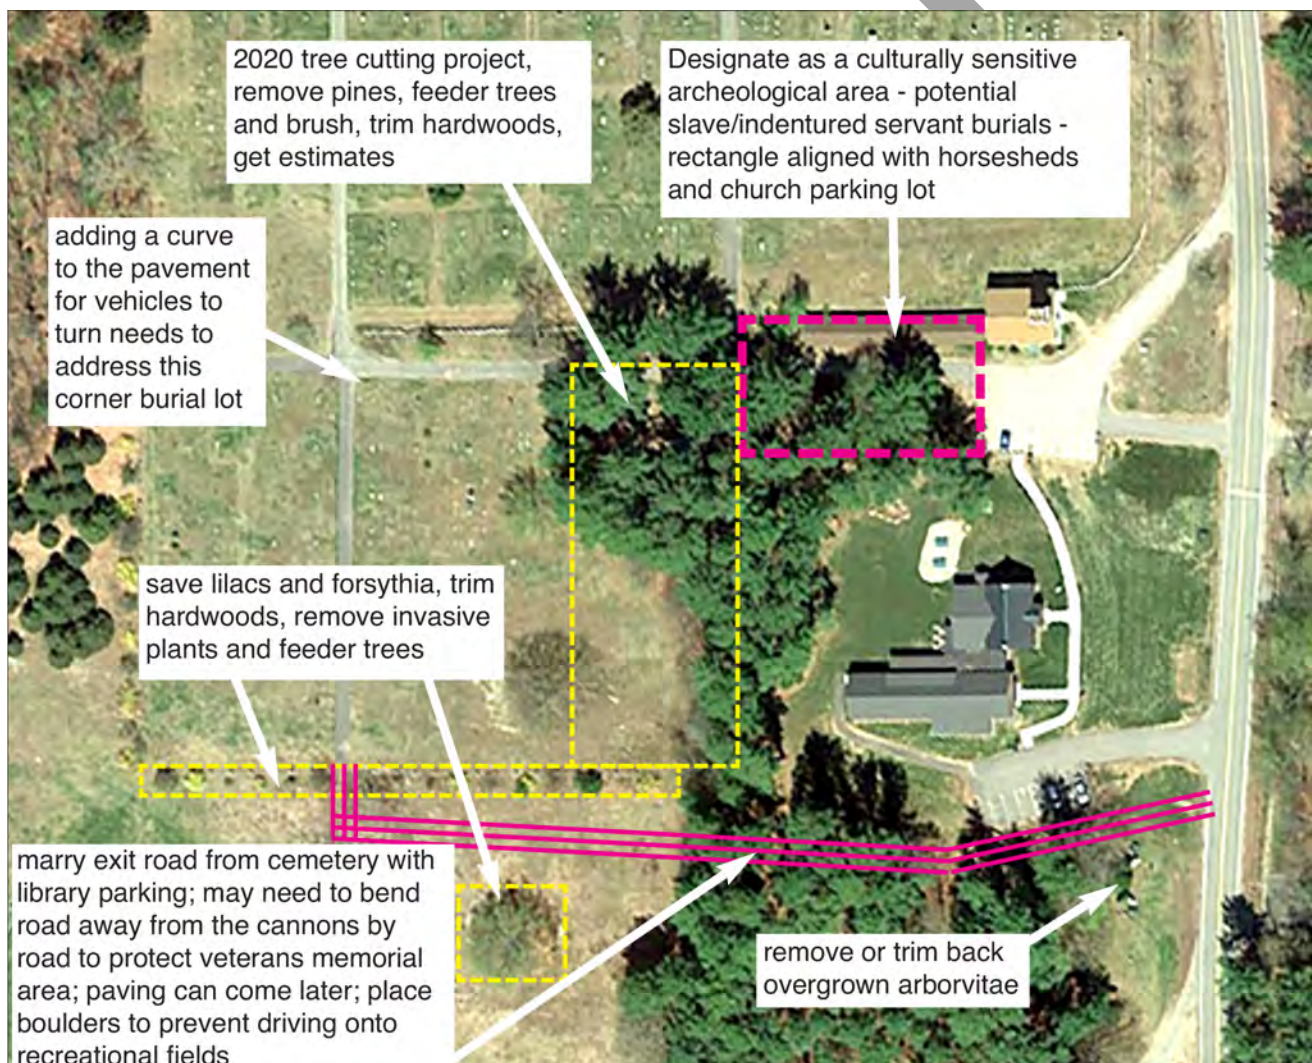 2020 tree cutting project,
remove pines, feeder trees
and brush, trim hardwoods,
get estimates
Designate as a culturally sensitive
archeological area - potential
slave/indentured servant burials -
rectangle aligned with horsesheds
and church parking lot
adding a curve
to the pavement
for vehicles to
turn needs to
address this
corner burial lot
save lilacs and forsythia, trim
hardwoods, remove invasive
plants and feeder trees
marry exit road from cemetery with
library parking; may need to bend
road away from the cannons by
road to protect veterans memorial
area; paving can come later; place
boulders to prevent driving onto
recreational fields
remove or trim back
overgrown arborvitae